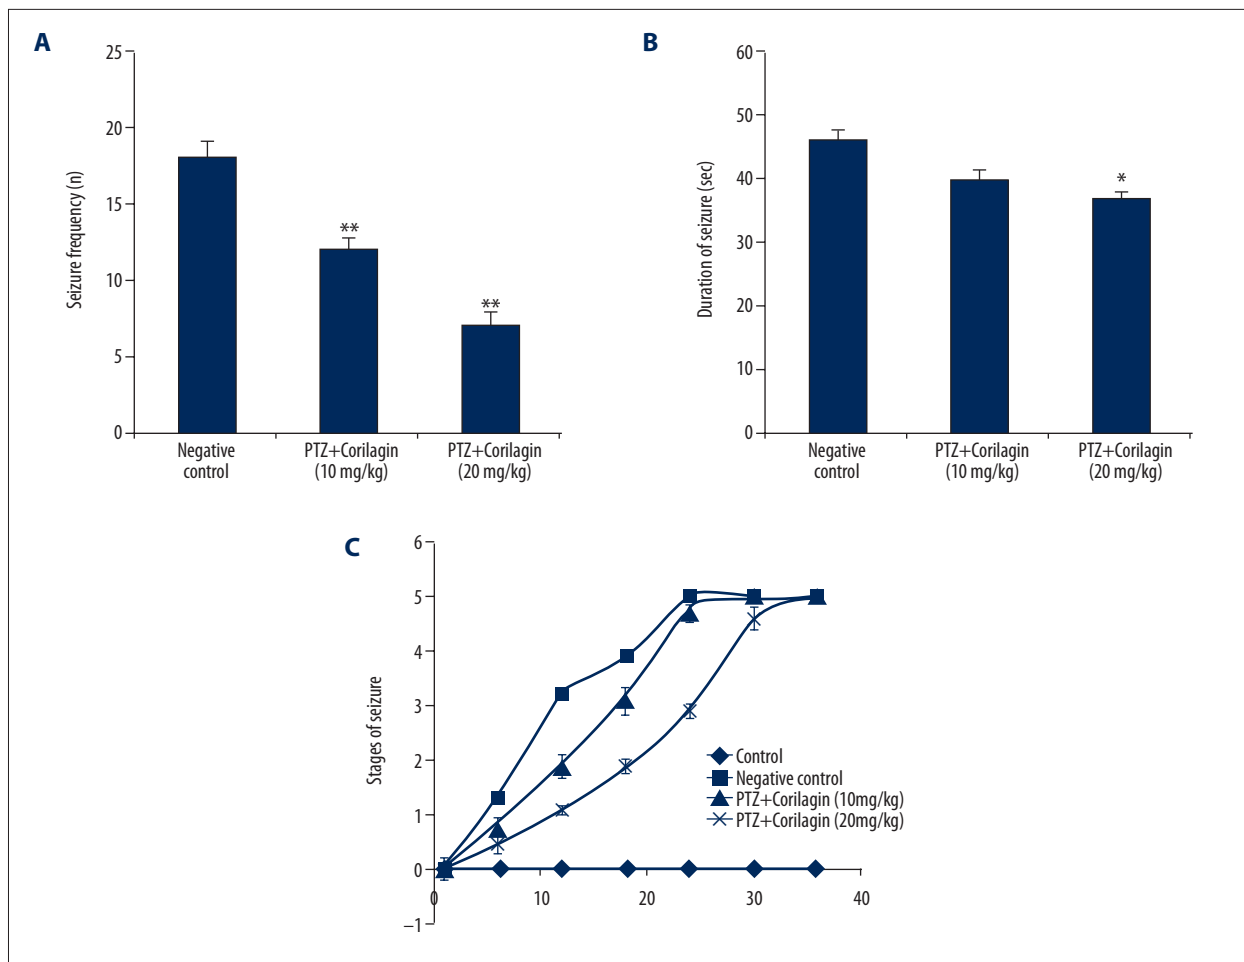 A
25
20
15
10
5
0
Seizure frequency (n)
**
**
Negative
control
PTZ+Corilagin
(10 mg/kg)
PTZ+Corilagin
(20 mg/kg)
B
60
50
40
30
20
10
0
Duration of seizure (sec)
*
Negative
control
PTZ+Corilagin
(10 mg/kg)
PTZ+Corilagin
(20 mg/kg)
C
6
5
4
3
2
1
0
−1
Stages of seizure
0
10
20
30
40
Control
Negative control
PTZ+Corilagin (10mg/kg)
PTZ+Corilagin (20mg/kg)